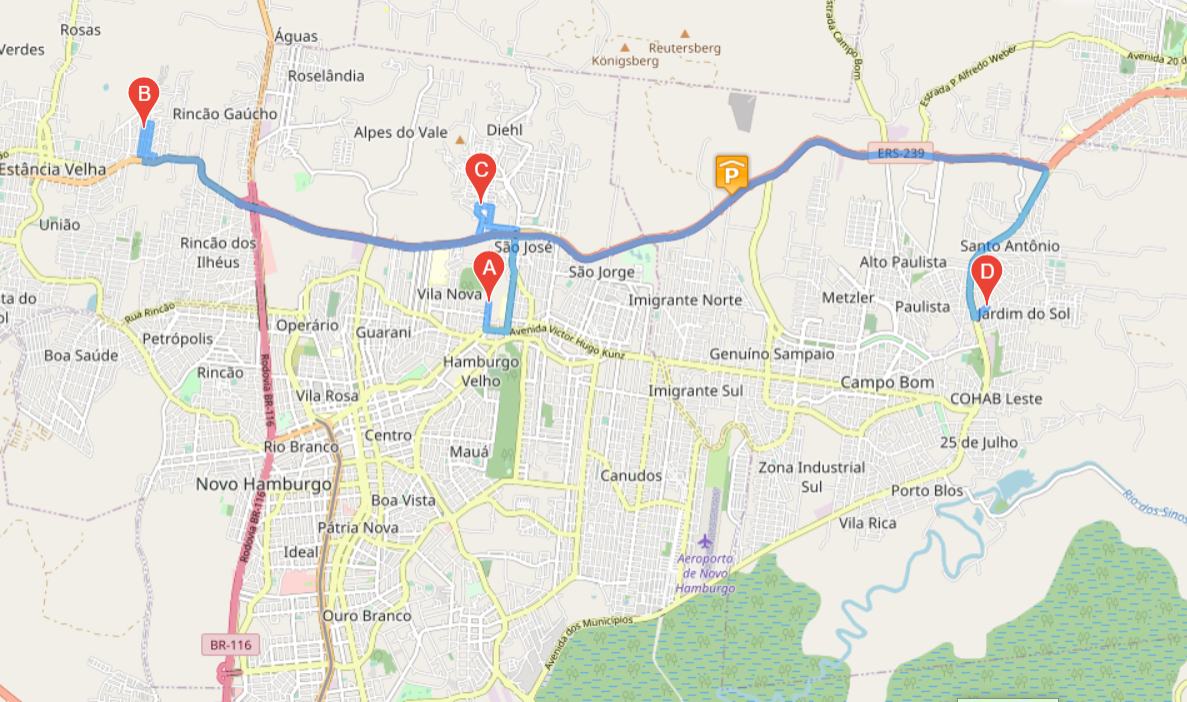 Rosas
Águas
Verdes
Reutersberg
Königsberg
Estrada Campo Bom
Estrada P Alfredo Weber
Avenida 20 d
Roselândia
B
Rincão Gaúcho
Alpes do Vale
Diehl
ERS-239
Estância Velha
C
P
União
Rincão dos
Ilhéus
São José
Santo Antônio
São Jorge
Alto Paulista
A
D
Vila Nova
Imigrante Norte
Metzler
Paulista
Jardim do Sol
ta do
ol
Rua Rincão
Operário
Guarani
Avenida Victor Hugo Kunz
Petrópolis
Boa Saúde
Hamburgo
Velho
Genuíno Sampaio
Rincão
Rodovia BR-116
Vila Rosa
Imigrante Sul
Campo Bom
COHAB Leste
Centro
Rio Branco
Mauá
25 de Julho
Canudos
Zona Industrial
Sul
Novo Hamburgo
Boa Vista
Porto Blos
Rio dos Sinos
Rodovia BR-116
Pátria Nova
Vila Rica
Ideal
Aeroporto
de Novo
Hamburgo
Ouro Branco
Avenida dos Municípios
BR-116